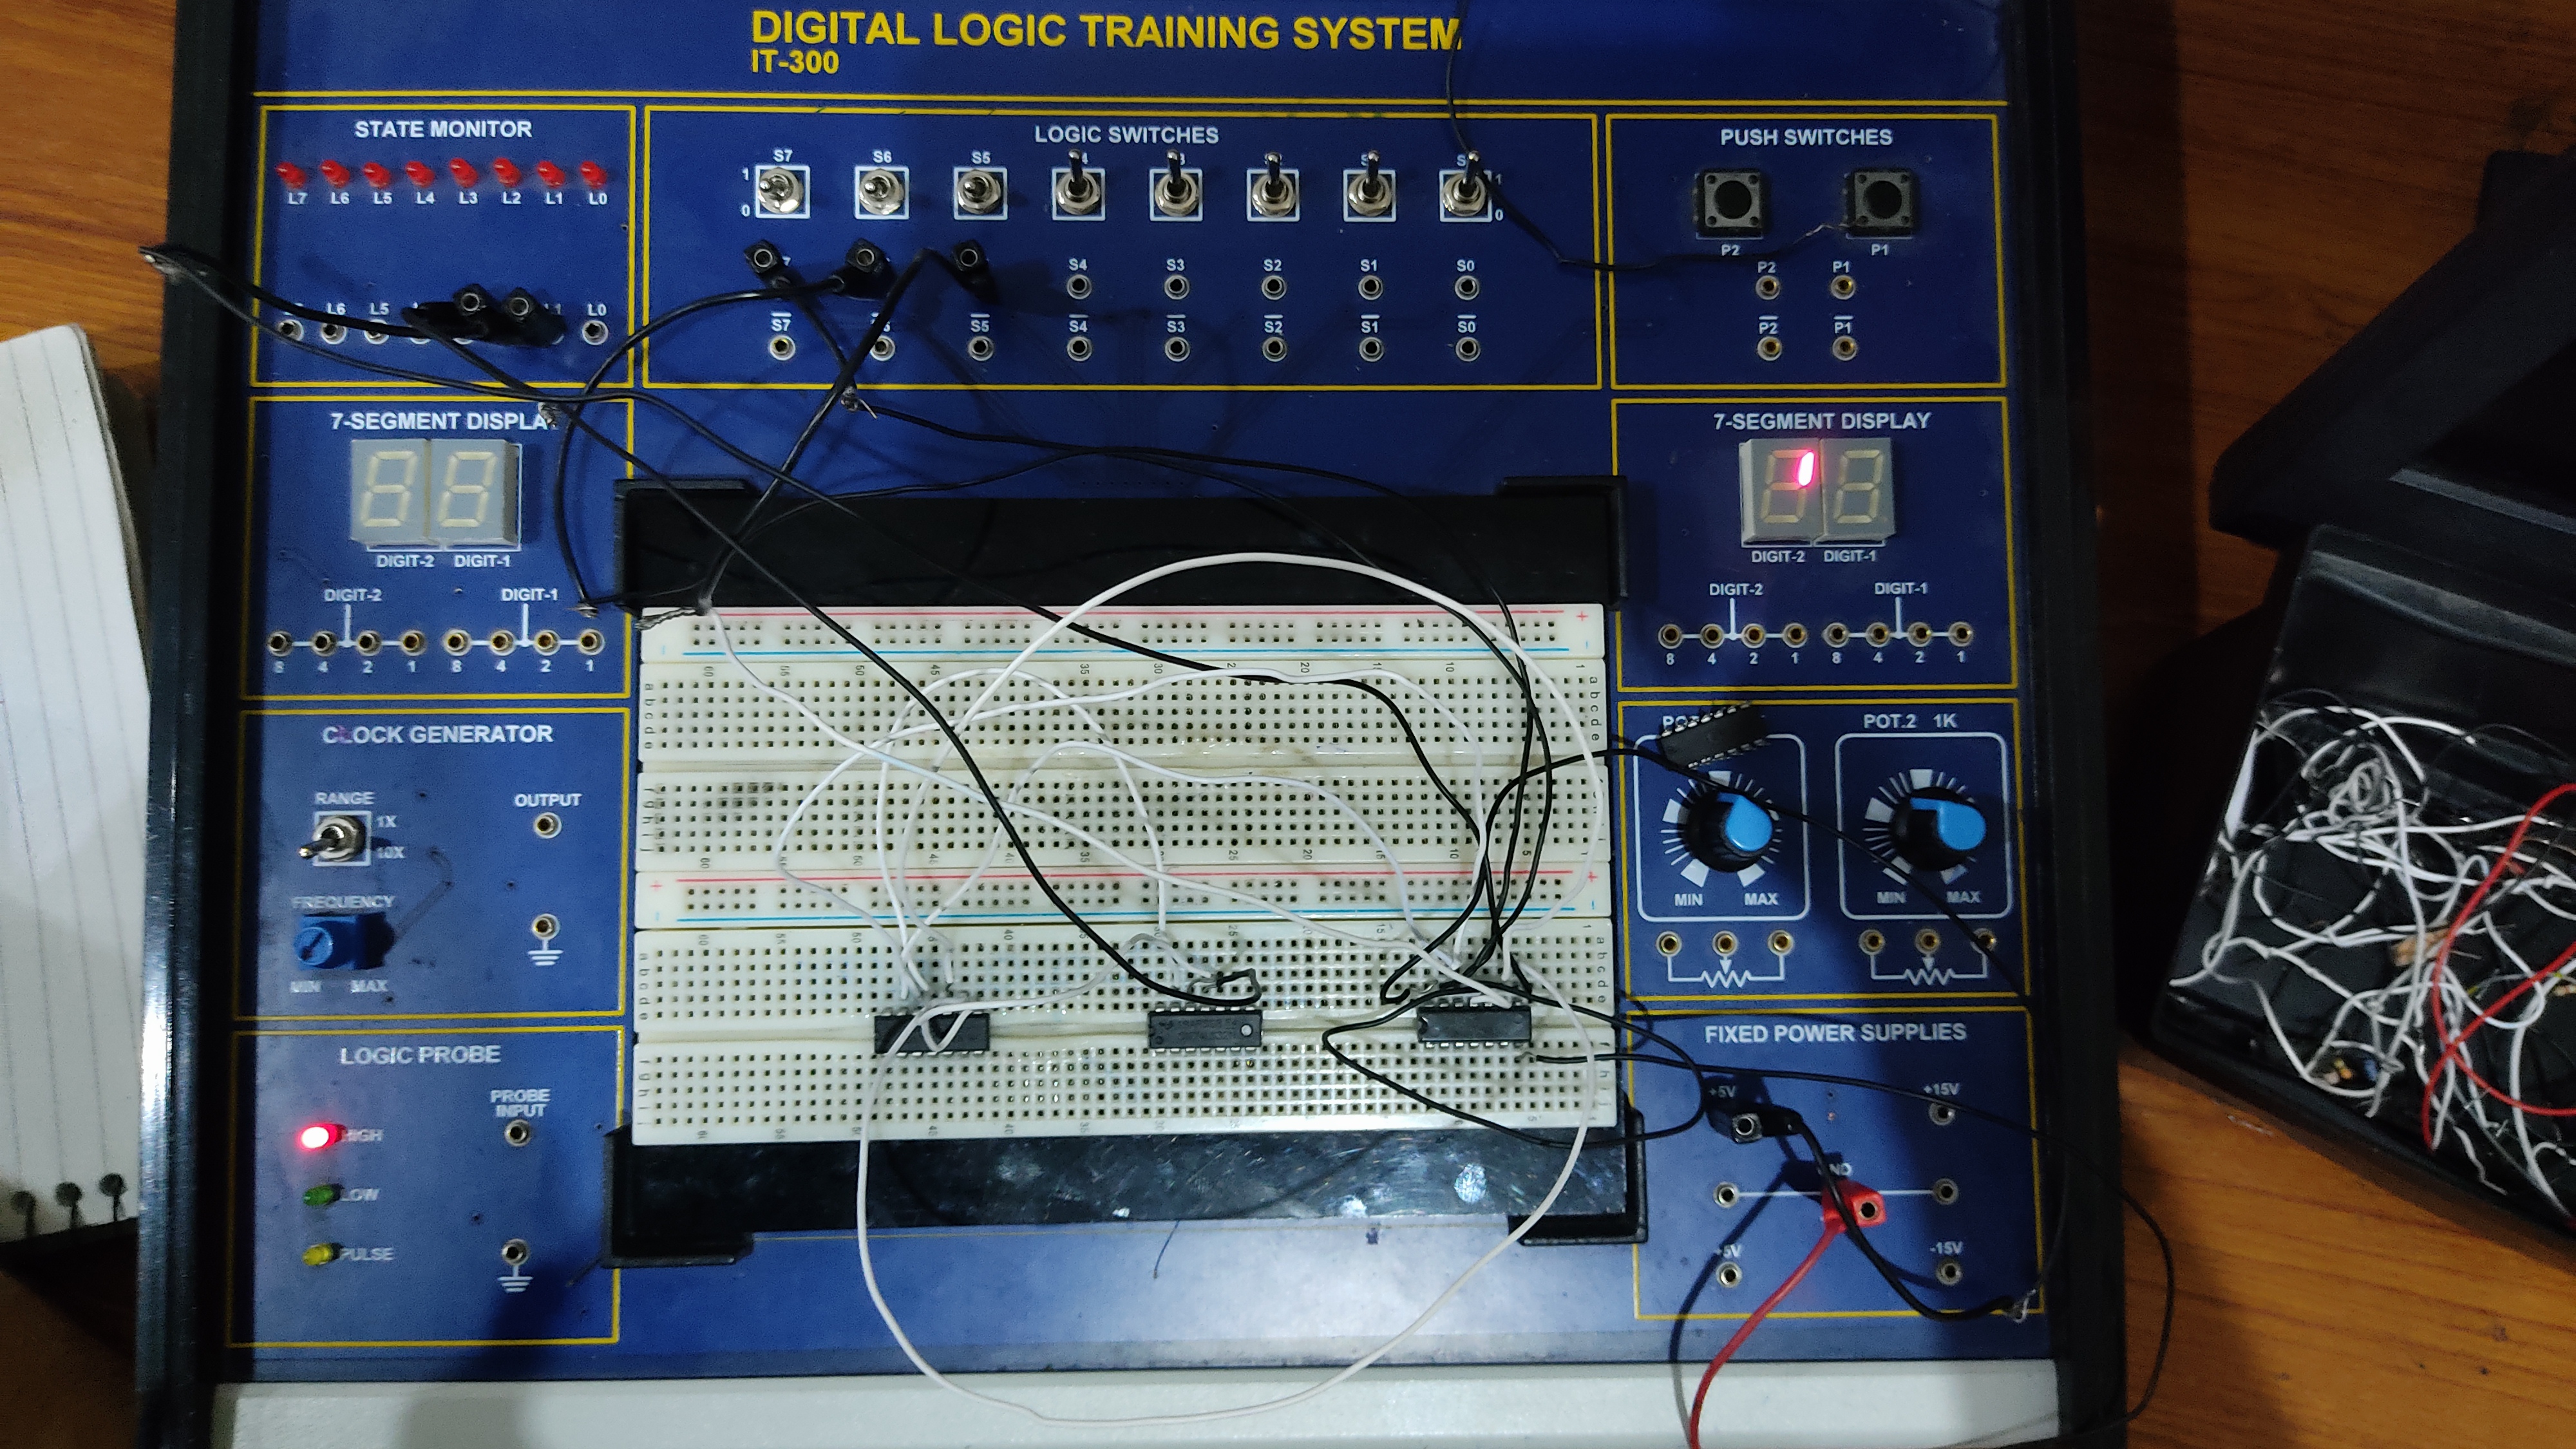 DIGITAL LOGIC TRAINING SYSTEM
IT-300
STATE MONITOR
L7 L6 L5 L4 L3 L2 L1 L0
L6 L5 L0
LOGIC SWITCHES
S7 S6 S5
1
0
1
0
S4 S3 S2 S1 S0
S7 S5 S4 S3 S2 S1 S0
PUSH SWITCHES
P2 P1
P2 P1
P2 P1
7-SEGMENT DISPLAY
DIGIT-2 DIGIT-1
DIGIT-2 DIGIT-1
8 4 2 1 8 4 2 1
7-SEGMENT DISPLAY
DIGIT-2 DIGIT-1
DIGIT-2 DIGIT-1
8 4 2 1 8 4 2 1
CLOCK GENERATOR
RANGE
1X
10X
OUTPUT
FREQUENCY
MIN MAX
POT.2 1K
MIN MAX
MIN MAX
LOGIC PROBE
PROBE
INPUT
HIGH
LOW
PULSE
FIXED POWER SUPPLIES
+5V +15V
-15V